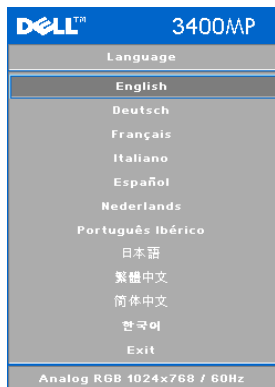 DELL™ 3400MP
Language
English
Deutsch
Français
Italiano
Español
Nederlands
Português Ibérico
日本語
繁體中文
简体中文
한국어
Exit
Analog RGB 1024x768 / 60Hz